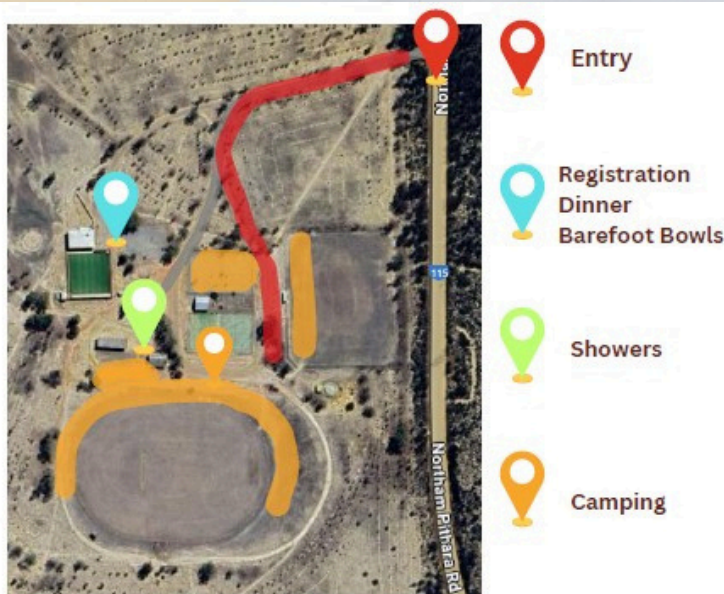 Entry
Registration
Dinner
Barefoot Bowls
Showers
Camping
115
Northam Pithara Rd